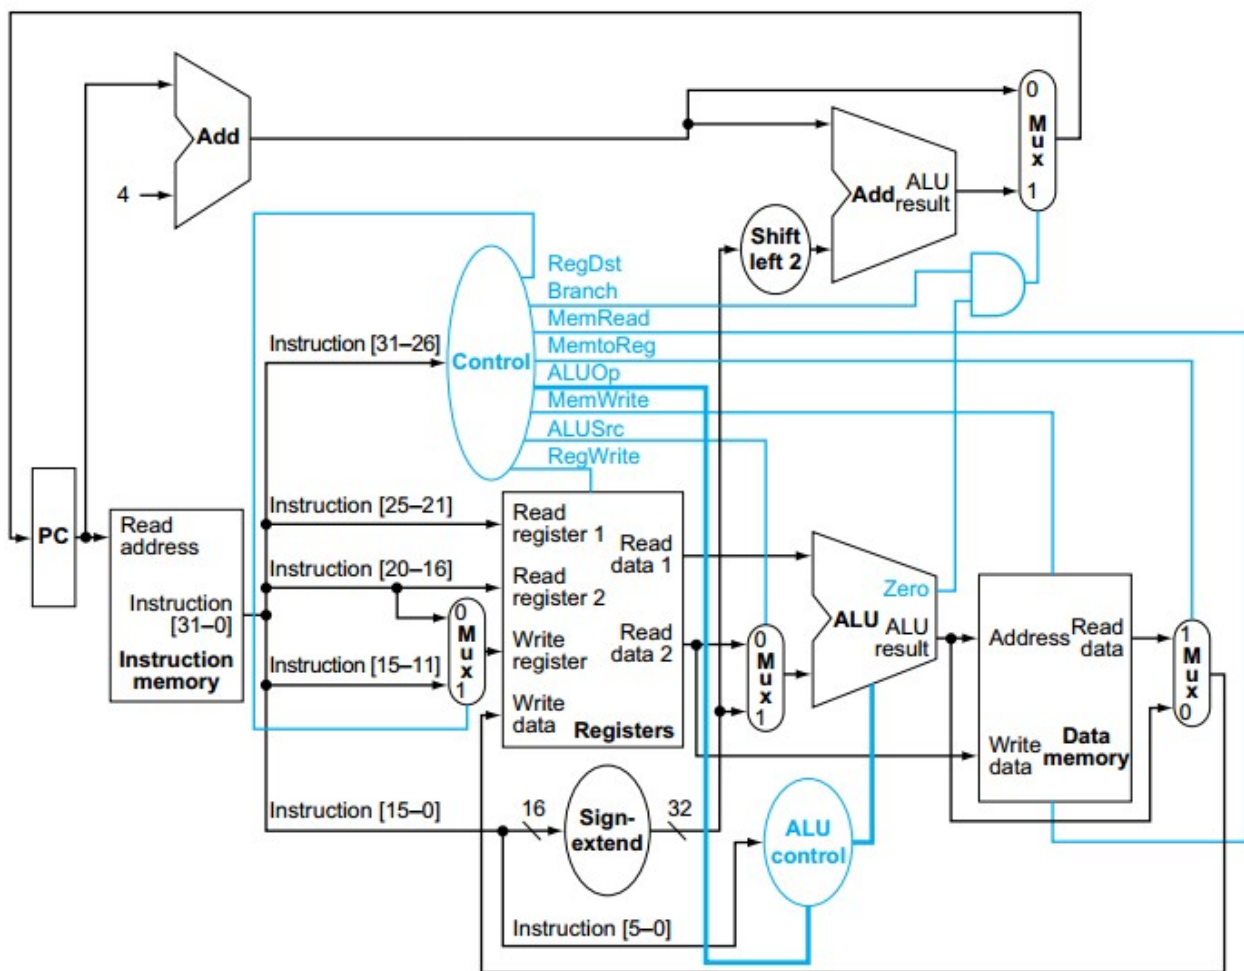 Add
4
0
M
u
x
1
Add
ALU
result
Shift
left 2
RegDst
Branch
MemRead
MemtoReg
ALUOp
MemWrite
ALUSrc
RegWrite
Instruction [31–26]
Control
PC
Read
address
Instruction
[31–0]
Instruction
memory
Instruction [25–21]
Instruction [20–16]
Instruction [15–11]
0
M
u
x
1
Read
register 1
Read
register 2
Write
register
Write
data
Read
data 1
Read
data 2
Registers
0
M
u
x
1
Zero
ALU
ALU
result
Address
Read
data
Write
data
Data
memory
1
M
u
x
0
Instruction [15–0]
16
Sign-
extend
32
ALU
control
Instruction [5–0]